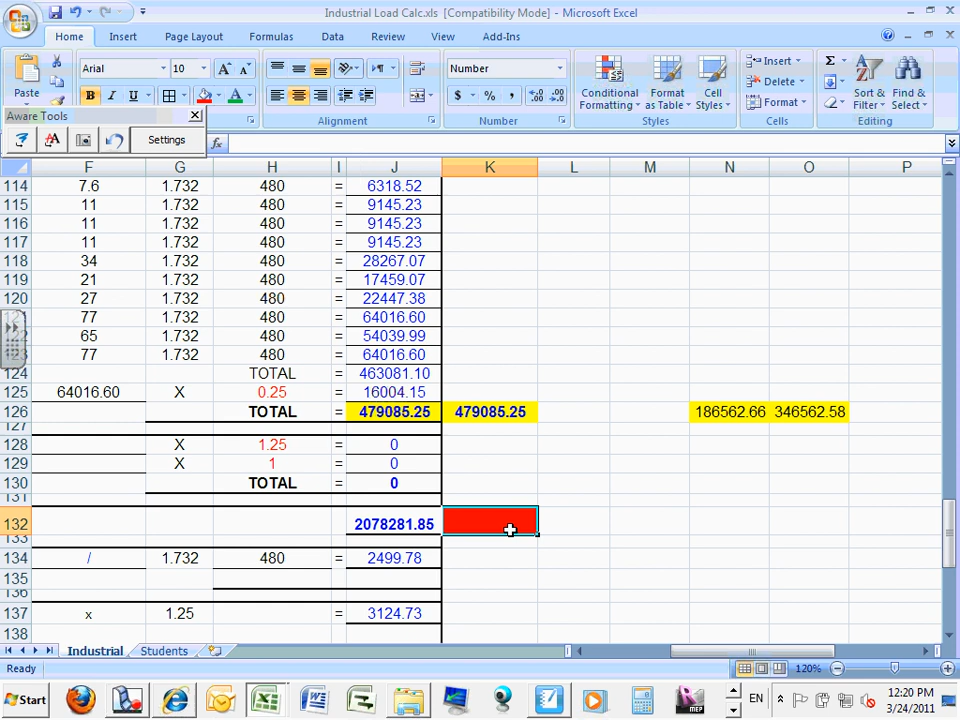 Industrial Load Calc.xls [Compatibility Mode] - Microsoft Excel
Home Insert Page Layout Formulas Data Review View Add-Ins
Paste
Arial 10
B I U
Number
$ % ,
Conditional Formatting
Format as Table
Cell Styles
Insert
Delete
Format
Sort & Filter
Find & Select
Alignment Number Styles Cells Editing
Aware Tools
Settings
fx
F G H I J K L M N O P
114 7.6 1.732 480 = 6318.52
115 11 1.732 480 = 9145.23
116 11 1.732 480 = 9145.23
117 11 1.732 480 = 9145.23
118 34 1.732 480 = 28267.07
119 21 1.732 480 = 17459.07
120 27 1.732 480 = 22447.38
77 1.732 480 = 64016.60
65 1.732 480 = 54039.99
77 1.732 480 = 64016.60
124 TOTAL = 463081.10
125 64016.60 X 0.25 = 16004.15
126 TOTAL = 479085.25 479085.25 186562.66 346562.58
127
128 X 1.25 = 0
129 X 1 = 0
130 TOTAL = 0
131
132 2078281.85
133
134 / 1.732 480 = 2499.78
135
136
137 x 1.25 = 3124.73
138
Industrial Students
Ready 120%
Start EN 12:20 PM
3/24/2011
MEP